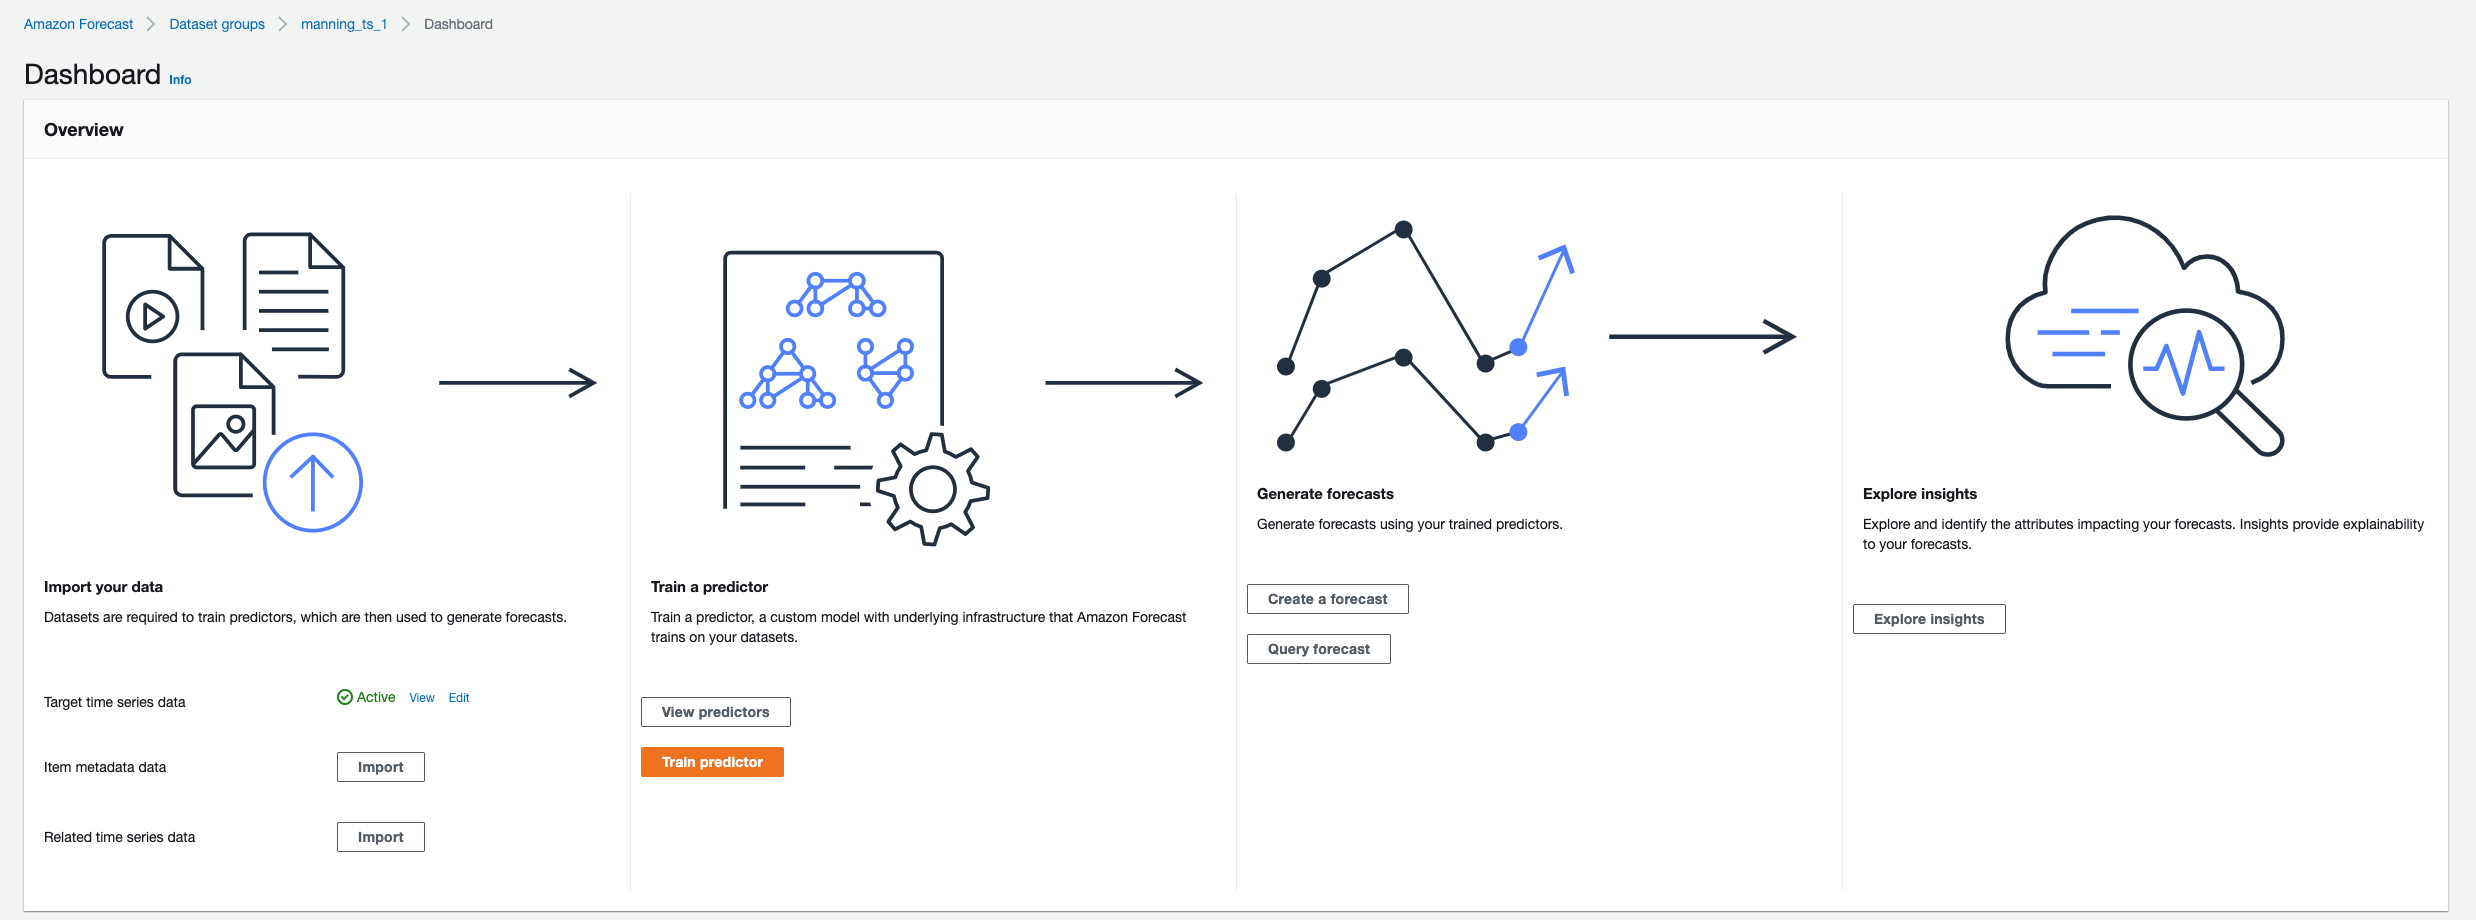 Amazon Forecast > Dataset groups > manning_ts_1 > Dashboard
Dashboard Info
Overview
Import your data
Datasets are required to train predictors, which are then used to generate forecasts.
Target time series data Active View Edit
Item metadata data Import
Related time series data Import
Train a predictor
Train a predictor, a custom model with underlying infrastructure that Amazon Forecast
trains on your datasets.
View predictors
Train predictor
Generate forecasts
Generate forecasts using your trained predictors.
Create a forecast
Query forecast
Explore insights
Explore and identify the attributes impacting your forecasts. Insights provide explainability
to your forecasts.
Explore insights